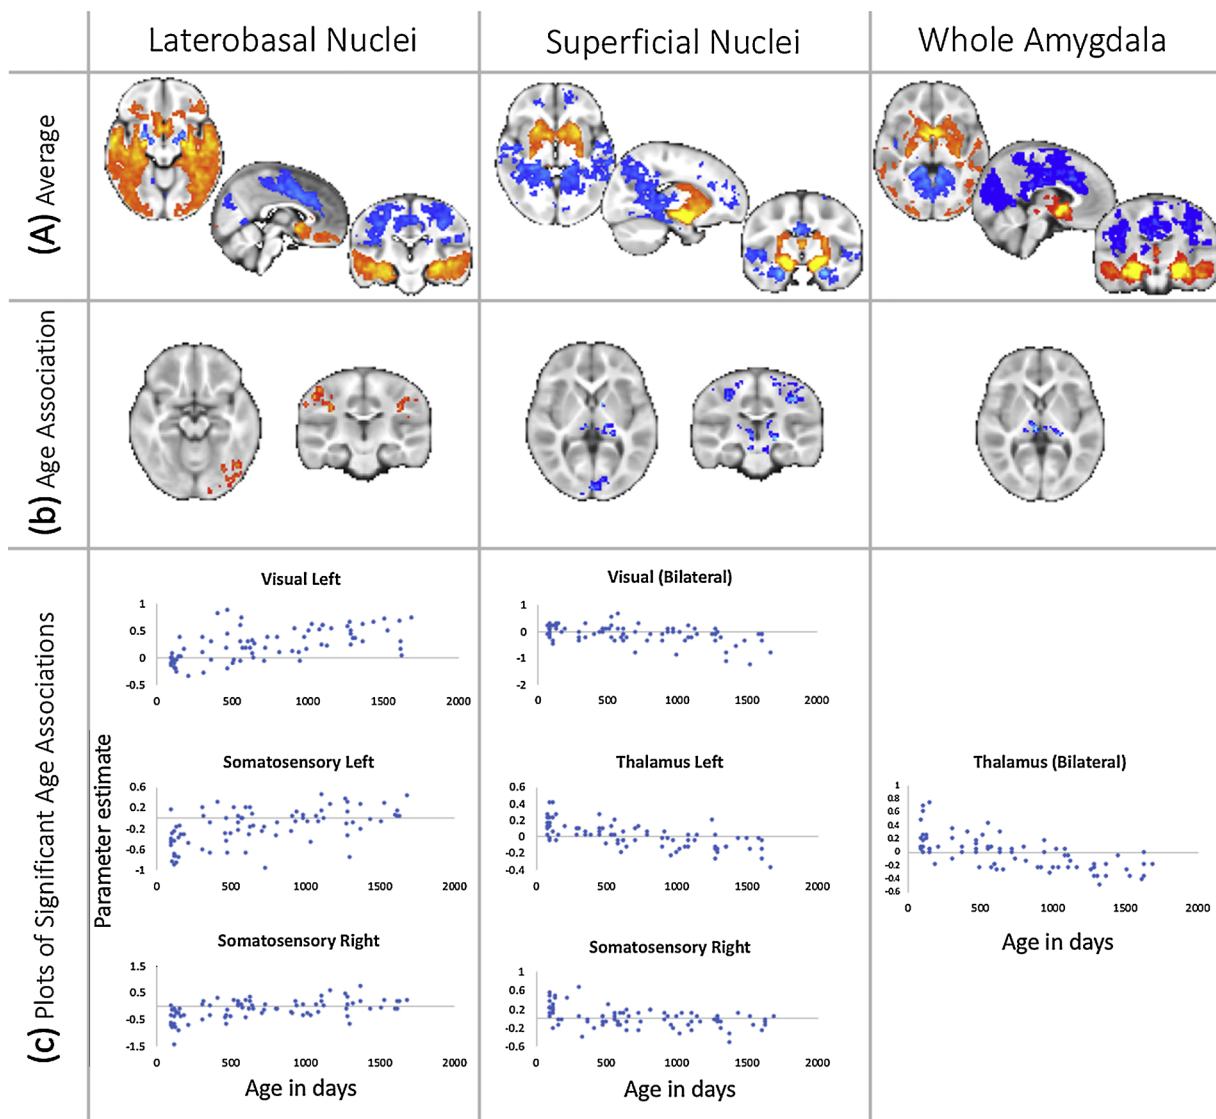 Laterobasal Nuclei
Superficial Nuclei
Whole Amygdala
(A) Average
(b) Age Association
(c) Plots of Significant Age Associations
Parameter estimate
Visual Left
1
0.5
0
-0.5
0 500 1000 1500 2000
Somatosensory Left
0.6
0.2
-0.2
-0.6
-1
0 500 1000 1500 2000
Somatosensory Right
1.5
0.5
-0.5
-1.5
0 500 1000 1500 2000
Age in days
Visual (Bilateral)
1
0
-1
-2
0 500 1000 1500 2000
Thalamus Left
0.6
0.4
0.2
0
-0.2
-0.4
0 500 1000 1500 2000
Somatosensory Right
1
0.6
0.2
-0.2
-0.6
0 500 1000 1500 2000
Age in days
Thalamus (Bilateral)
1
0.8
0.6
0.4
0.2
0
-0.2
-0.4
-0.6
0 500 1000 1500 2000
Age in days